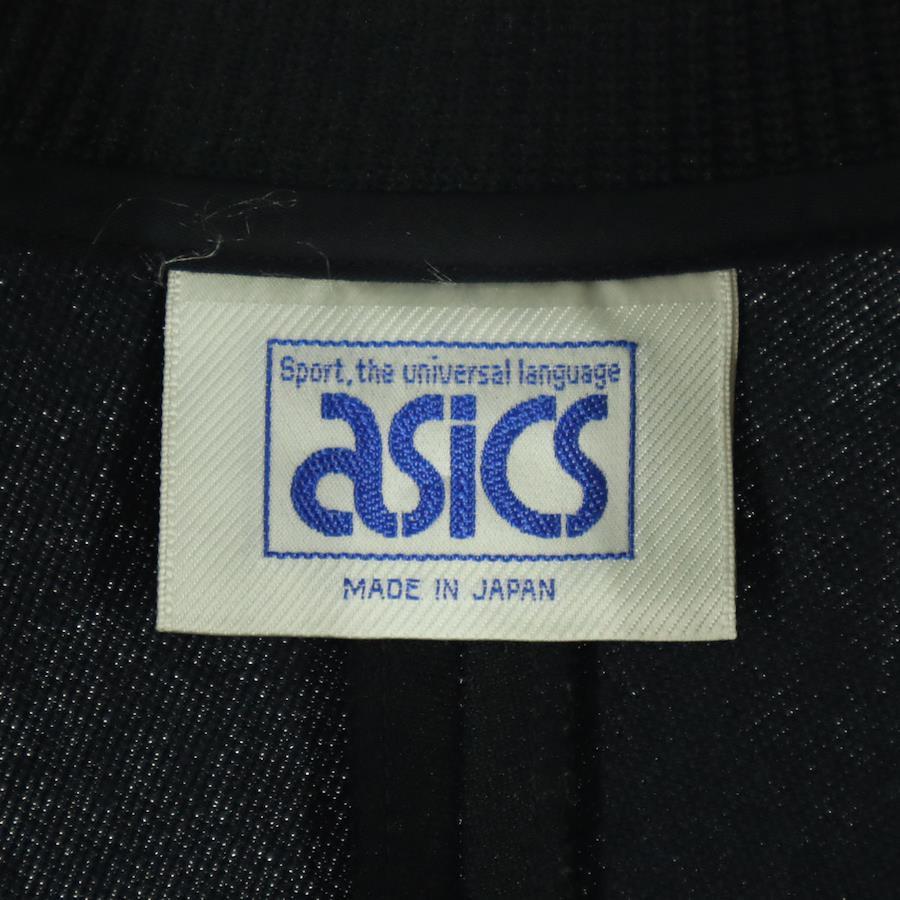 Sport, the universal language
asics
MADE IN JAPAN